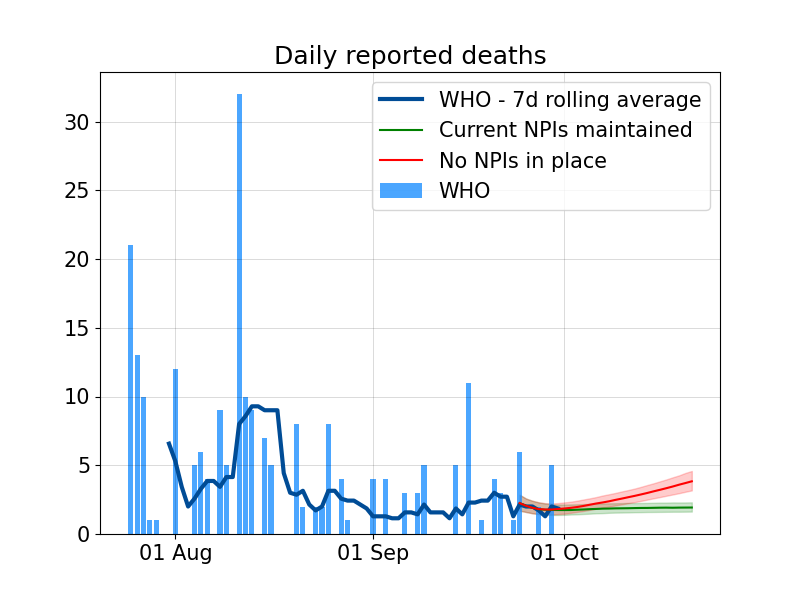 Daily reported deaths
WHO - 7d rolling average
Current NPIs maintained
No NPIs in place
WHO
30
25
20
15
10
5
0
01 Aug
01 Sep
01 Oct